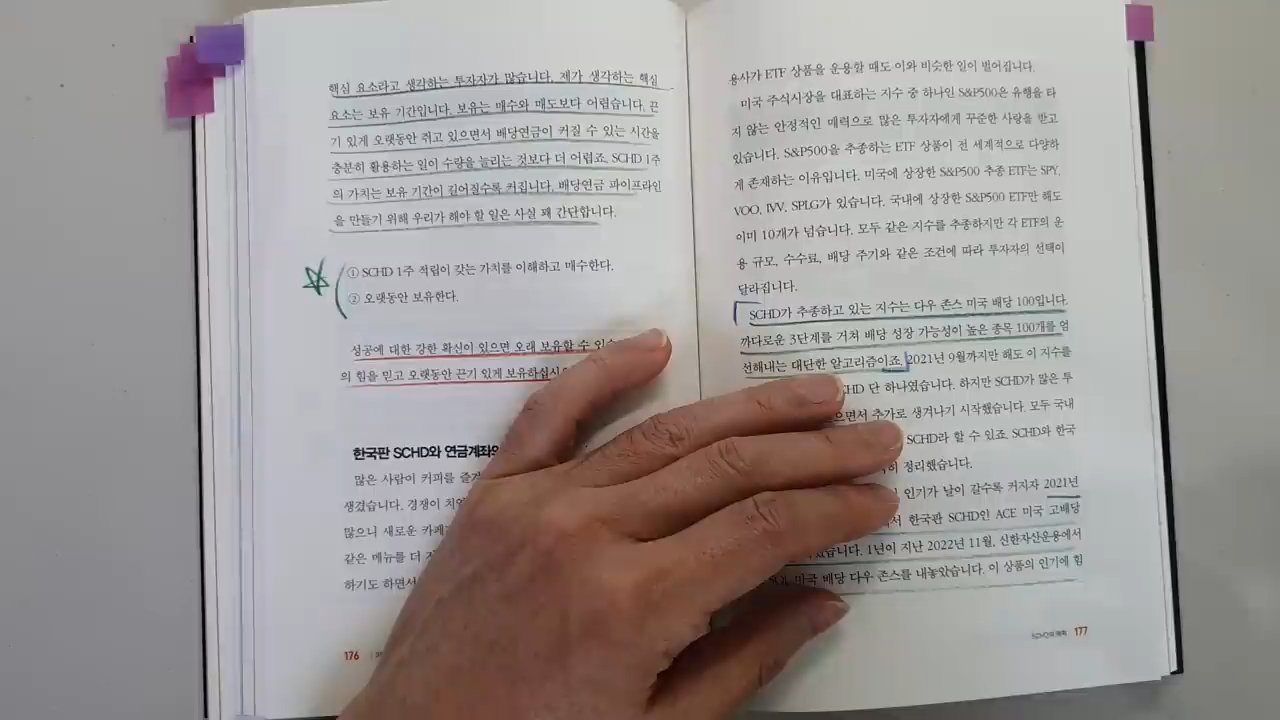 핵심 요소라고 생각하는 투자자가 많습니다. 제가 생각하는 핵심
요소는 보유 기간입니다. 보유는 매수와 매도보다 어렵습니다. 끈
기 있게 오랫동안 쥐고 있으면서 배당연금이 커질 수 있는 시간을
충분히 활용하는 일이 수량을 늘리는 것보다 더 어렵죠. SCHD 1주
의 가치는 보유 기간이 길어질수록 커집니다. 배당연금 파이프라인
을 만들기 위해 우리가 해야 할 일은 사실 꽤 간단합니다.
① SCHD 1주 적립이 갖는 가치를 이해하고 매수한다.
② 오랫동안 보유한다.
성공에 대한 강한 확신이 있으면 오래 보유할 수 있
의 힘을 믿고 오랫동안 끈기 있게 보유하십시
한국판 SCHD와 연금계좌의
많은 사람이 커피를 즐
생겼습니다. 경쟁이
많으니 새로운 카페
같은 메뉴를 더
하기도 하면서
176
용사가 ETF 상품을 운용할 때도 이와 비슷한 일이 벌어집니다.
미국 주식시장을 대표하는 지수 중 하나인 S&P500은 유행을 타
지 않는 안정적인 매력으로 많은 투자자에게 꾸준한 사랑을 받고
있습니다. S&P500을 추종하는 ETF 상품이 전 세계적으로 다양하
게 존재하는 이유입니다. 미국에 상장한 S&P500 추종 ETF는 SPY,
VOO, IVV, SPLG가 있습니다. 국내에 상장한 S&P500 ETF만 해도
이미 10개가 넘습니다. 모두 같은 지수를 추종하지만 각 ETF의 운
용 규모, 수수료, 배당 주기와 같은 조건에 따라 투자자의 선택이
달라집니다.
SCHD가 추종하고 있는 지수는 다우 존스 미국 배당 100입니다.
까다로운 3단계를 거쳐 배당 성장 가능성이 높은 종목 100개를 엄
선해내는 대단한 알고리즘이죠. 2021년 9월까지만 해도 이 지수를
CHD 단 하나였습니다. 하지만 SCHD가 많은 투
으면서 추가로 생겨나기 시작했습니다. 모두 국내
SCHD라 할 수 있죠. SCHD와 한국
히 정리했습니다.
인기가 날이 갈수록 커지자 2021년
서 한국판 SCHD인 ACE 미국 고배당
았습니다. 1년이 지난 2022년 11월, 신한자산운용에서
미국 배당 다우 존스를 내놓았습니다. 이 상품의 인기에 힘
SCHD의 매력 177